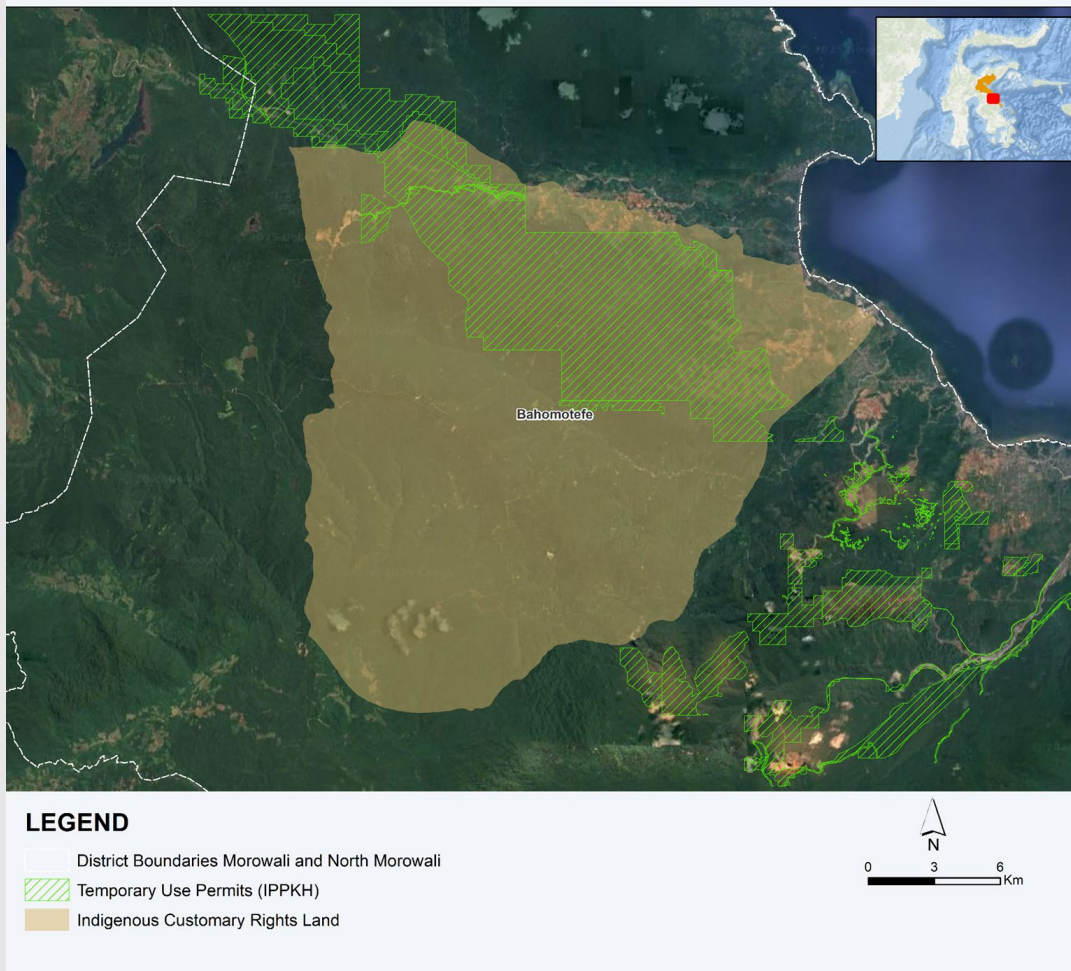 Bahomotefe
LEGEND
District Boundaries Morowali and North Morowali
Temporary Use Permits (IPPKH)
Indigenous Customary Rights Land
N
0 3 6
Km